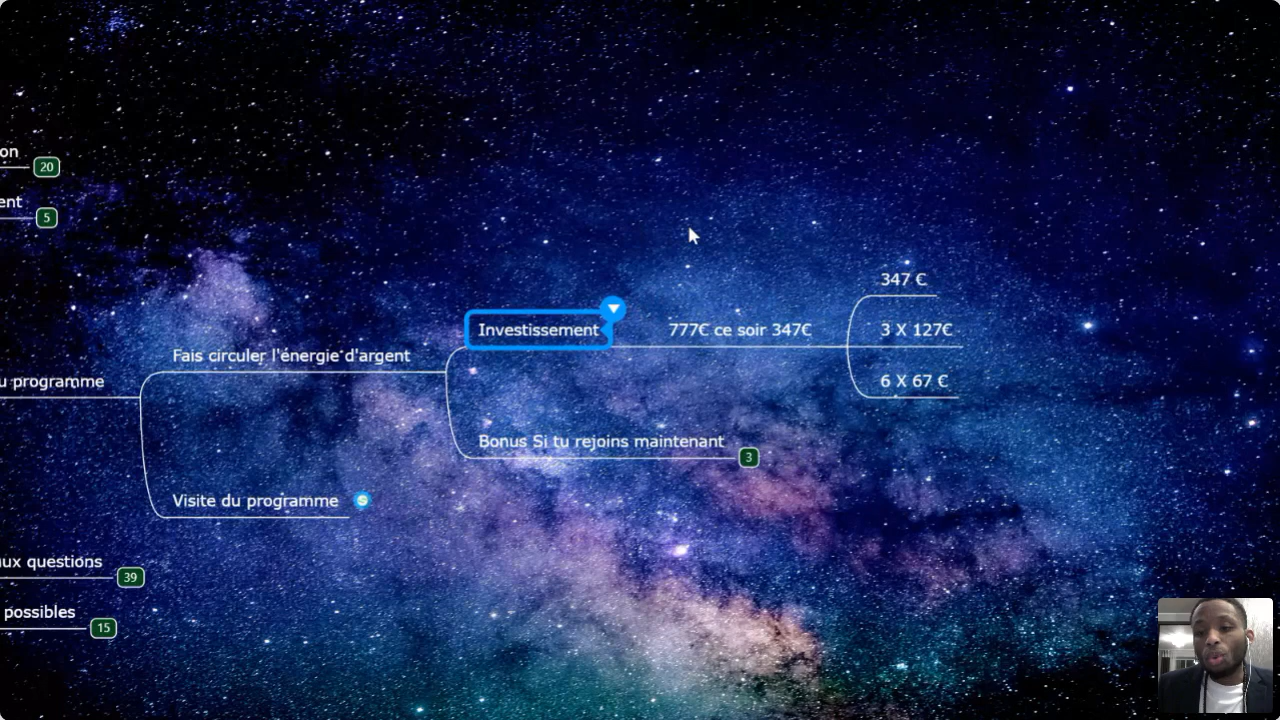 on
20
ent
5
347 €
Investissement
777€ ce soir 347€
3 X 127€
Fais circuler l'énergie d'argent
u programme
6 X 67 €
Bonus Si tu rejoins maintenant
3
Visite du programme
ux questions
39
possibles
15